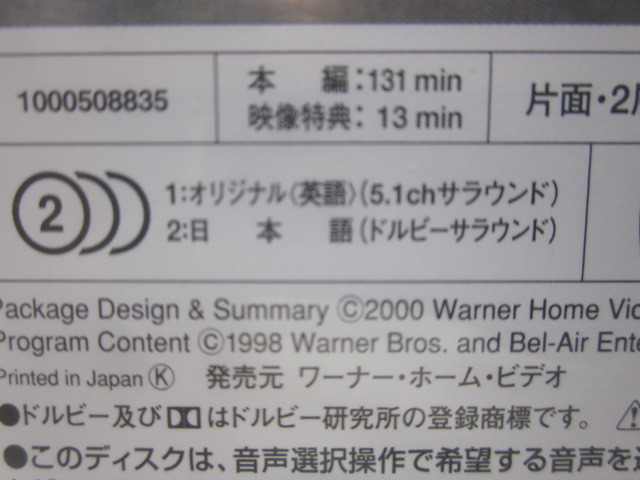 1000508835
本 編:131 min
映像特典: 13 min
片面・2
2
1:オリジナル〈英語〉(5.1chサラウンド)
2:日 本 語(ドルビーサラウンド)
Package Design & Summary ©2000 Warner Home
Program Content ©1998 Warner Bros. and Bel-Air
Printed in Japan Ⓚ 発売元 ワーナー・ホーム・ビデオ
●ドルビー及びはドルビー研究所の登録商標です。
●このディスクは、音声選択操作で希望する音声を